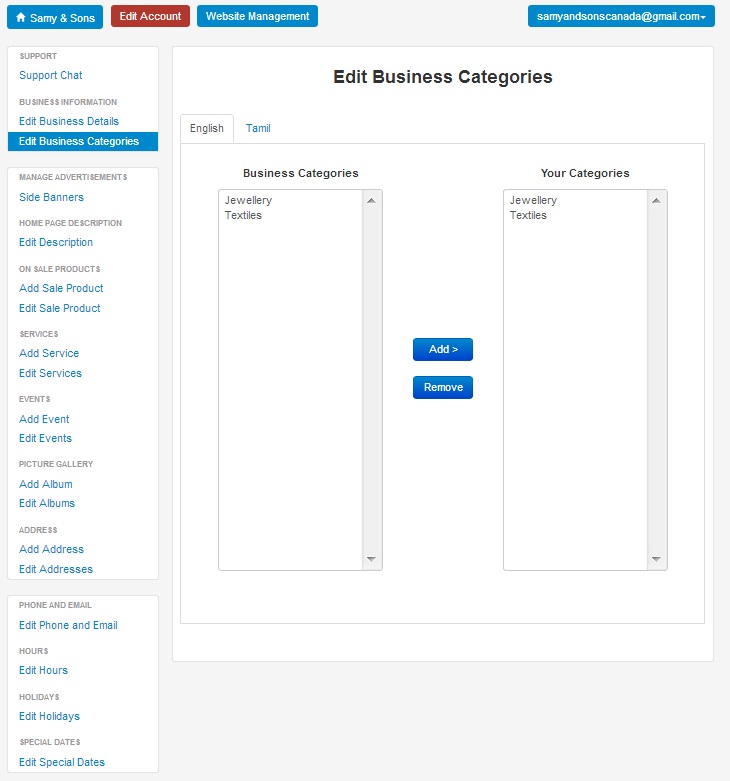 Samy & Sons
Edit Account
Website Management
samyandsonscanada@gmail.com
SUPPORT
Support Chat
BUSINESS INFORMATION
Edit Business Details
Edit Business Categories
MANAGE ADVERTISEMENTS
Side Banners
HOME PAGE DESCRIPTION
Edit Description
ON SALE PRODUCTS
Add Sale Product
Edit Sale Product
SERVICES
Add Service
Edit Services
EVENTS
Add Event
Edit Events
PICTURE GALLERY
Add Album
Edit Albums
ADDRESS
Add Address
Edit Addresses
PHONE AND EMAIL
Edit Phone and Email
HOURS
Edit Hours
HOLIDAYS
Edit Holidays
SPECIAL DATES
Edit Special Dates
Edit Business Categories
English
Tamil
Business Categories
Jewellery
Textiles
Add >
Remove
Your Categories
Jewellery
Textiles